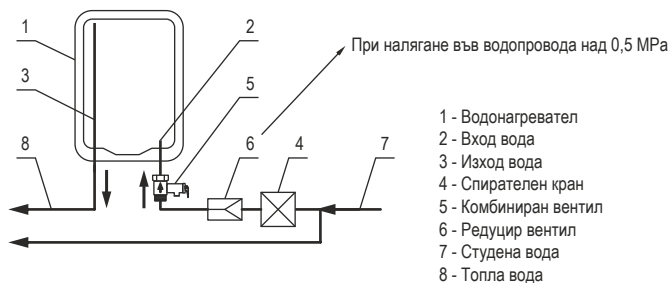 1
2
При налягане във водопровода над 0,5 MPa
3
5
8
6
4
7
1 - Водонагревател
2 - Вход вода
3 - Изход вода
4 - Спирателен кран
5 - Комбиниран вентил
6 - Редуцир вентил
7 - Студена вода
8 - Топла вода